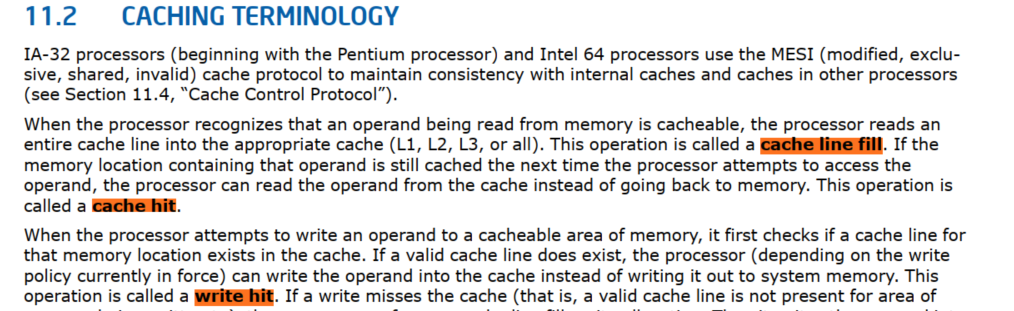 11.2 CACHING TERMINOLOGY
IA-32 processors (beginning with the Pentium processor) and Intel 64 processors use the MESI (modified, exclu-
sive, shared, invalid) cache protocol to maintain consistency with internal caches and caches in other processors
(see Section 11.4, “Cache Control Protocol”).
When the processor recognizes that an operand being read from memory is cacheable, the processor reads an
entire cache line into the appropriate cache (L1, L2, L3, or all). This operation is called a cache line fill. If the
memory location containing that operand is still cached the next time the processor attempts to access the
operand, the processor can read the operand from the cache instead of going back to memory. This operation is
called a cache hit.
When the processor attempts to write an operand to a cacheable area of memory, it first checks if a cache line for
that memory location exists in the cache. If a valid cache line does exist, the processor (depending on the write
policy currently in force) can write the operand into the cache instead of writing it out to system memory. This
operation is called a write hit. If a write misses the cache (that is, a valid cache line is not present for area of